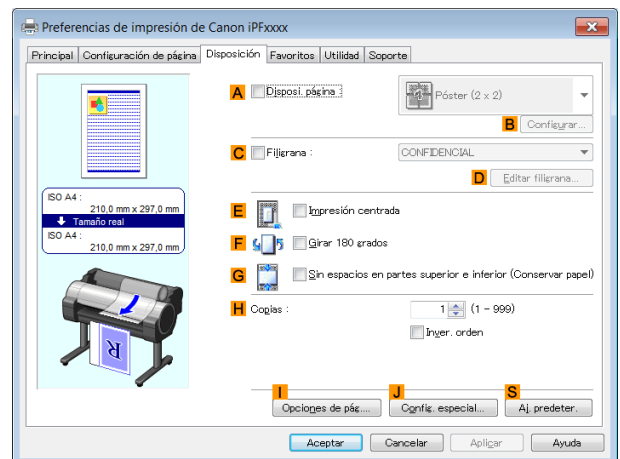 Preferencias de impresión de Canon iPFxxxx
Principal Configuración de página Disposición Favoritos Utilidad Soporte
A Disposi. página : Póster (2 x 2)
B Configurar...
C Filigrana : CONFIDENCIAL
D Editar filigrana...
ISO A4 :
210,0 mm x 297,0 mm
Tamaño real
ISO A4 :
210,0 mm x 297,0 mm
E Impresión centrada
F Girar 180 grados
G Sin espacios en partes superior e inferior (Conservar papel)
H Copias : 1 (1 - 999)
Inver. orden
R
I J S
Opciones de pág.... Config. especial... Aj. predeter.
Aceptar Cancelar Aplicar Ayuda